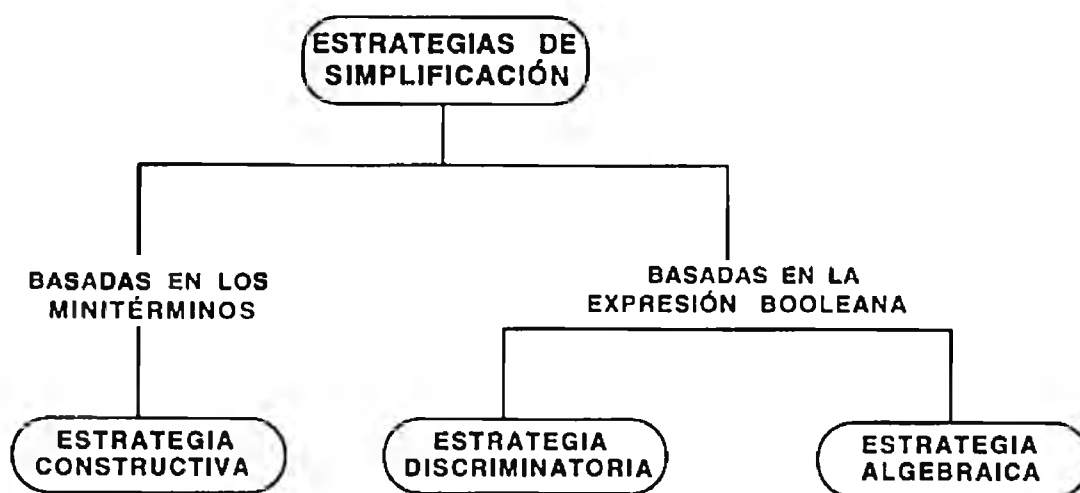 ESTRATEGIAS DE
SIMPLIFICACIÓN
BASADAS EN LOS
MINITÉRMINOS
BASADAS EN LA
EXPRESIÓN BOOLEANA
ESTRATEGIA
CONSTRUCTIVA
ESTRATEGIA
DISCRIMINATORIA
ESTRATEGIA
ALGEBRAICA